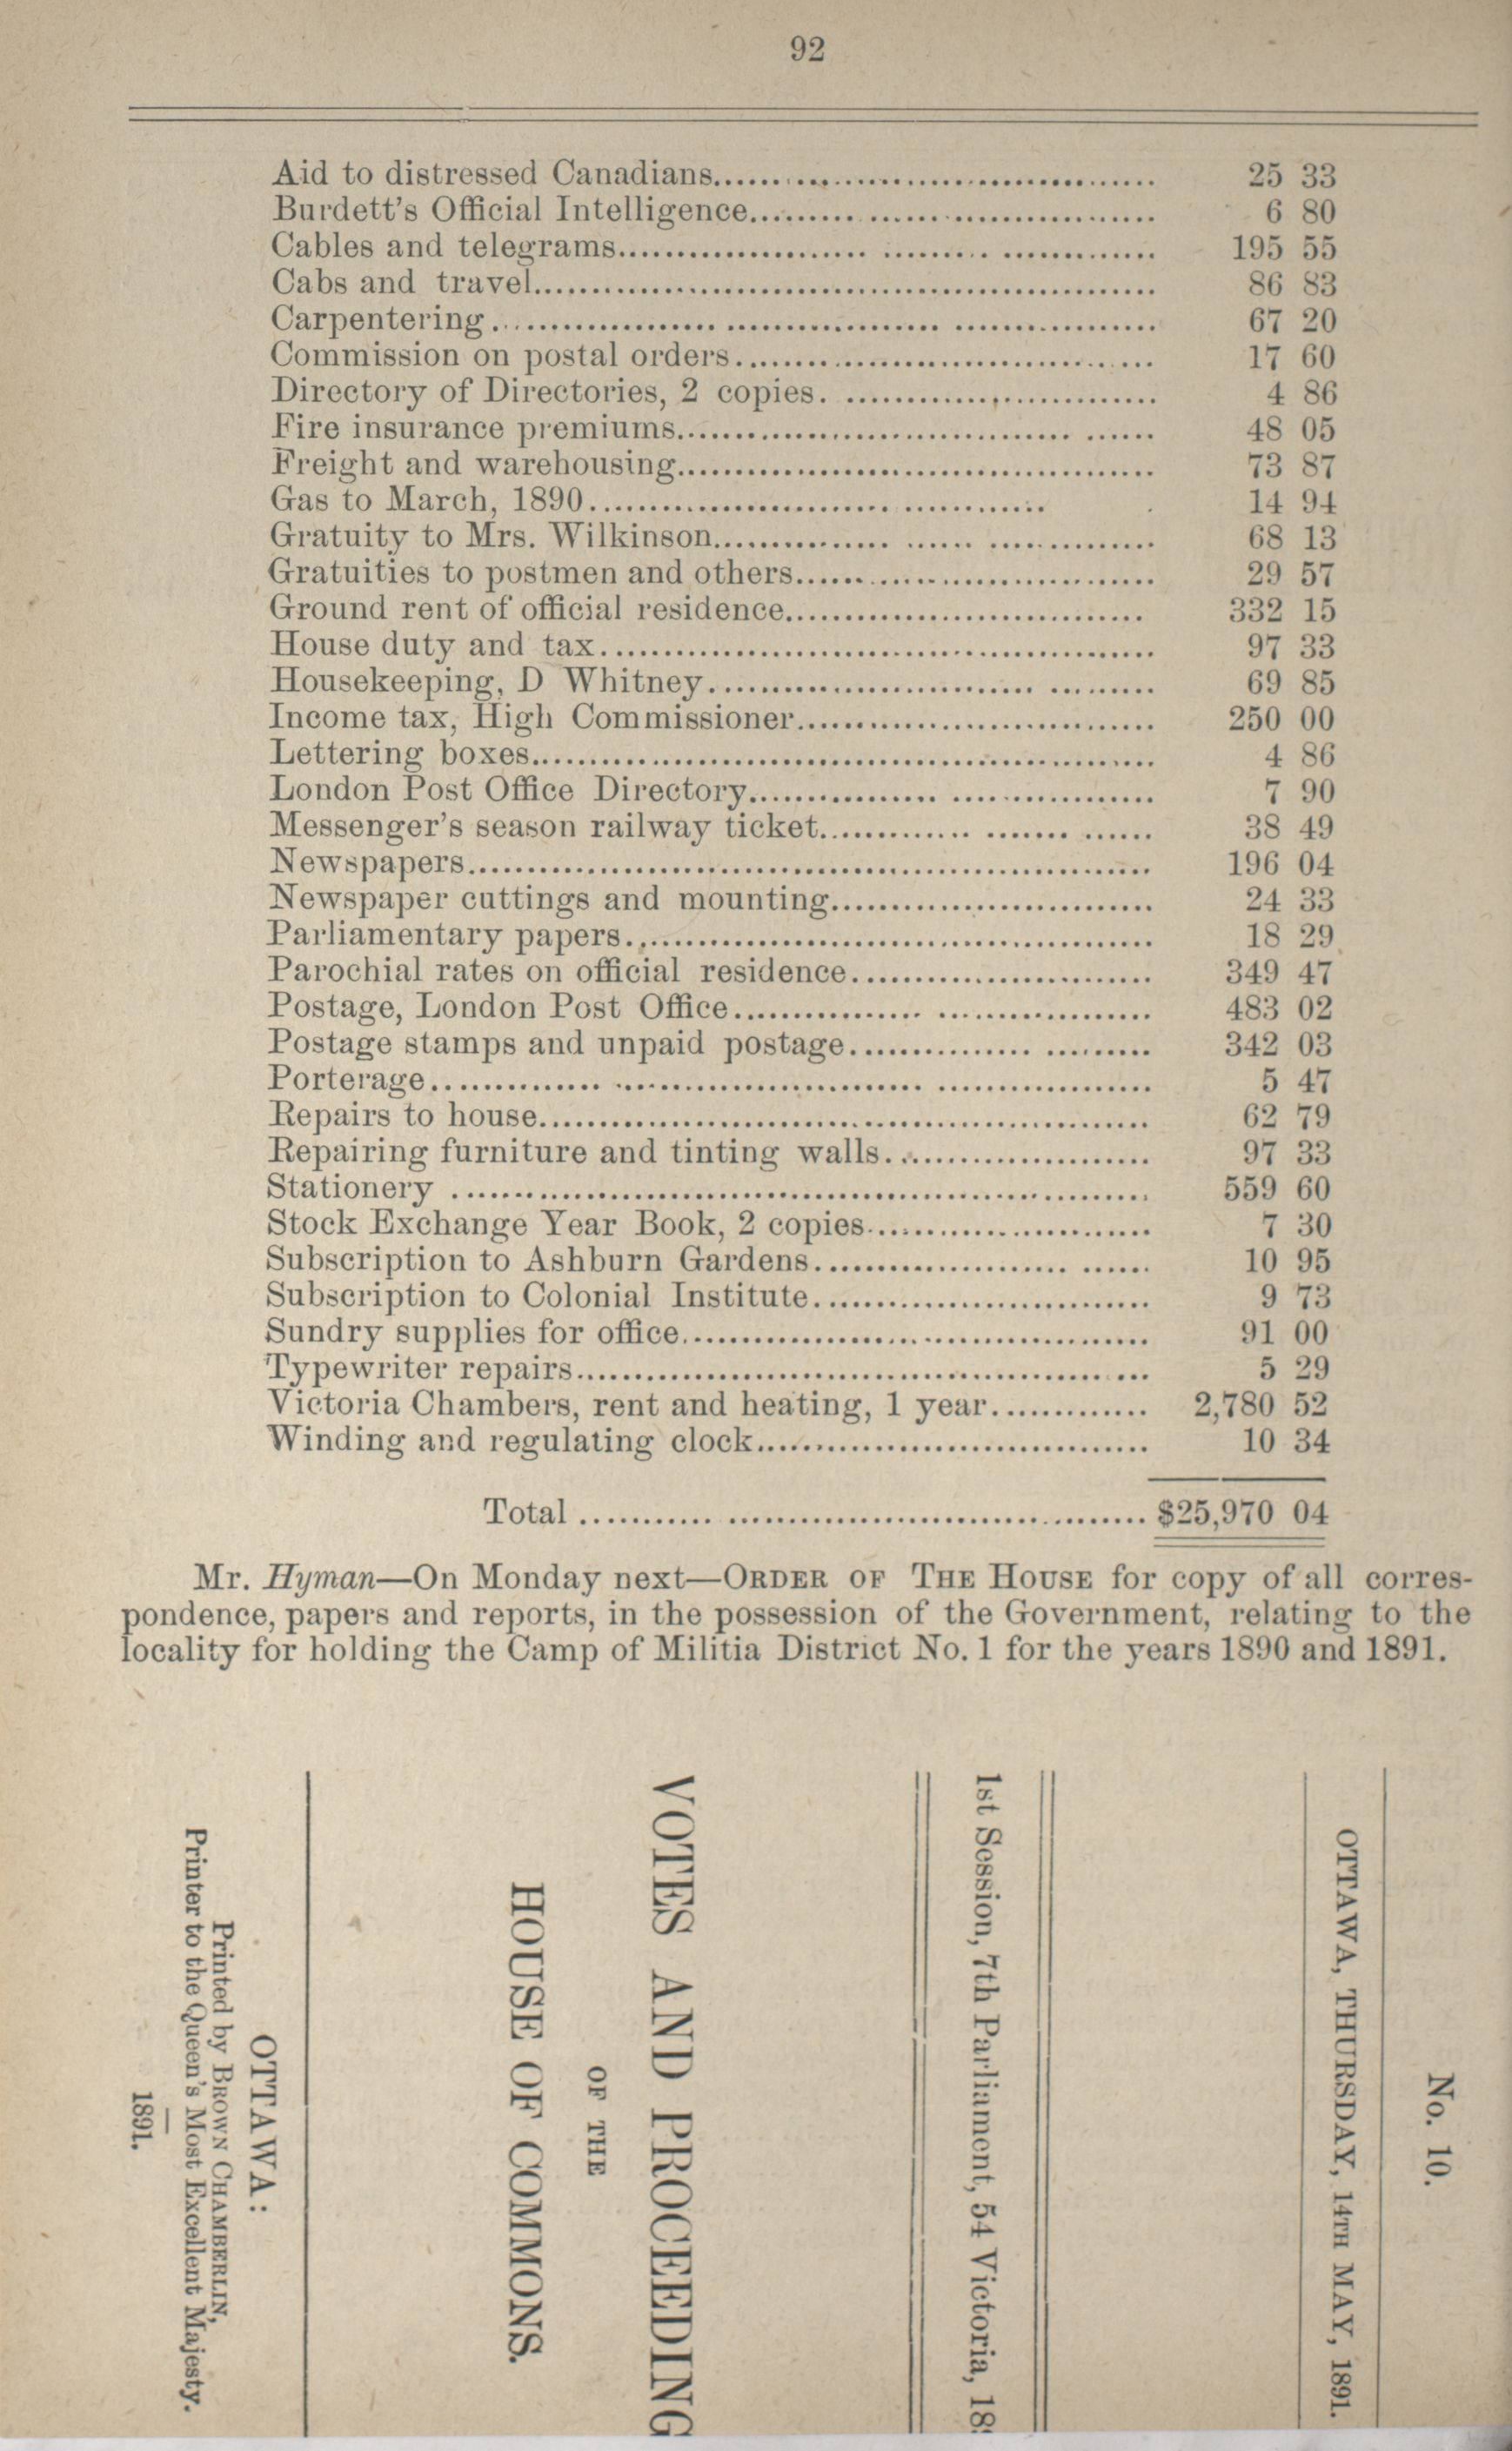 92
Aid to distressed Canadians........................................ 25 33
Burdett's Official Intelligence........................................ 6 80
Cables and telegrams........................................ 195 55
Cabs and travel........................................ 86 83
Carpentering........................................ 67 20
Commission on postal orders........................................ 17 60
Directory of Directories, 2 copies........................................ 4 86
Fire insurance premiums........................................ 48 05
Freight and warehousing........................................ 73 87
Gas to March, 1890........................................ 14 94
Gratuity to Mrs. Wilkinson........................................ 68 13
Gratuities to postmen and others........................................ 29 57
Ground rent of official residence........................................ 332 15
House duty and tax........................................ 97 33
Housekeeping, D Whitney........................................ 69 85
Income tax, High Commissioner........................................ 250 00
Lettering boxes........................................ 4 86
London Post Office Directory........................................ 7 90
Messenger's season railway ticket........................................ 38 49
Newspapers........................................ 196 04
Newspaper cuttings and mounting........................................ 24 33
Parliamentary papers........................................ 18 29
Parochial rates on official residence........................................ 349 47
Postage, London Post Office........................................ 483 02
Postage stamps and unpaid postage........................................ 342 03
Porterage........................................ 5 47
Repairs to house........................................ 62 79
Repairing furniture and tinting walls........................................ 97 33
Stationery ........................................ 559 60
Stock Exchange Year Book, 2 copies........................................ 7 30
Subscription to Ashburn Gardens........................................ 10 95
Subscription to Colonial Institute........................................ 9 73
Sundry supplies for office........................................ 91 00
Typewriter repairs........................................ 5 29
Victoria Chambers, rent and heating, 1 year............. 2,780 52
Winding and regulating clock........................................ 10 34
Total ........................................ $25,970 04
Mr. Hyman—On Monday next—ORDER OF THE HOUSE for copy of all corres-
pondence, papers and reports, in the possession of the Government, relating to the
locality for holding the Camp of Militia District No. 1 for the years 1890 and 1891.
No. 10.
OTTAWA, THURSDAY, 14TH MAY, 1891.
1st Session, 7th Parliament, 54 Victoria, 18
VOTES AND PROCEEDING
OF THE
HOUSE OF COMMONS.
OTTAWA:
Printed by BROWN CHAMBERLIN,
Printer to the Queen's Most Excellent Majesty.
1891.